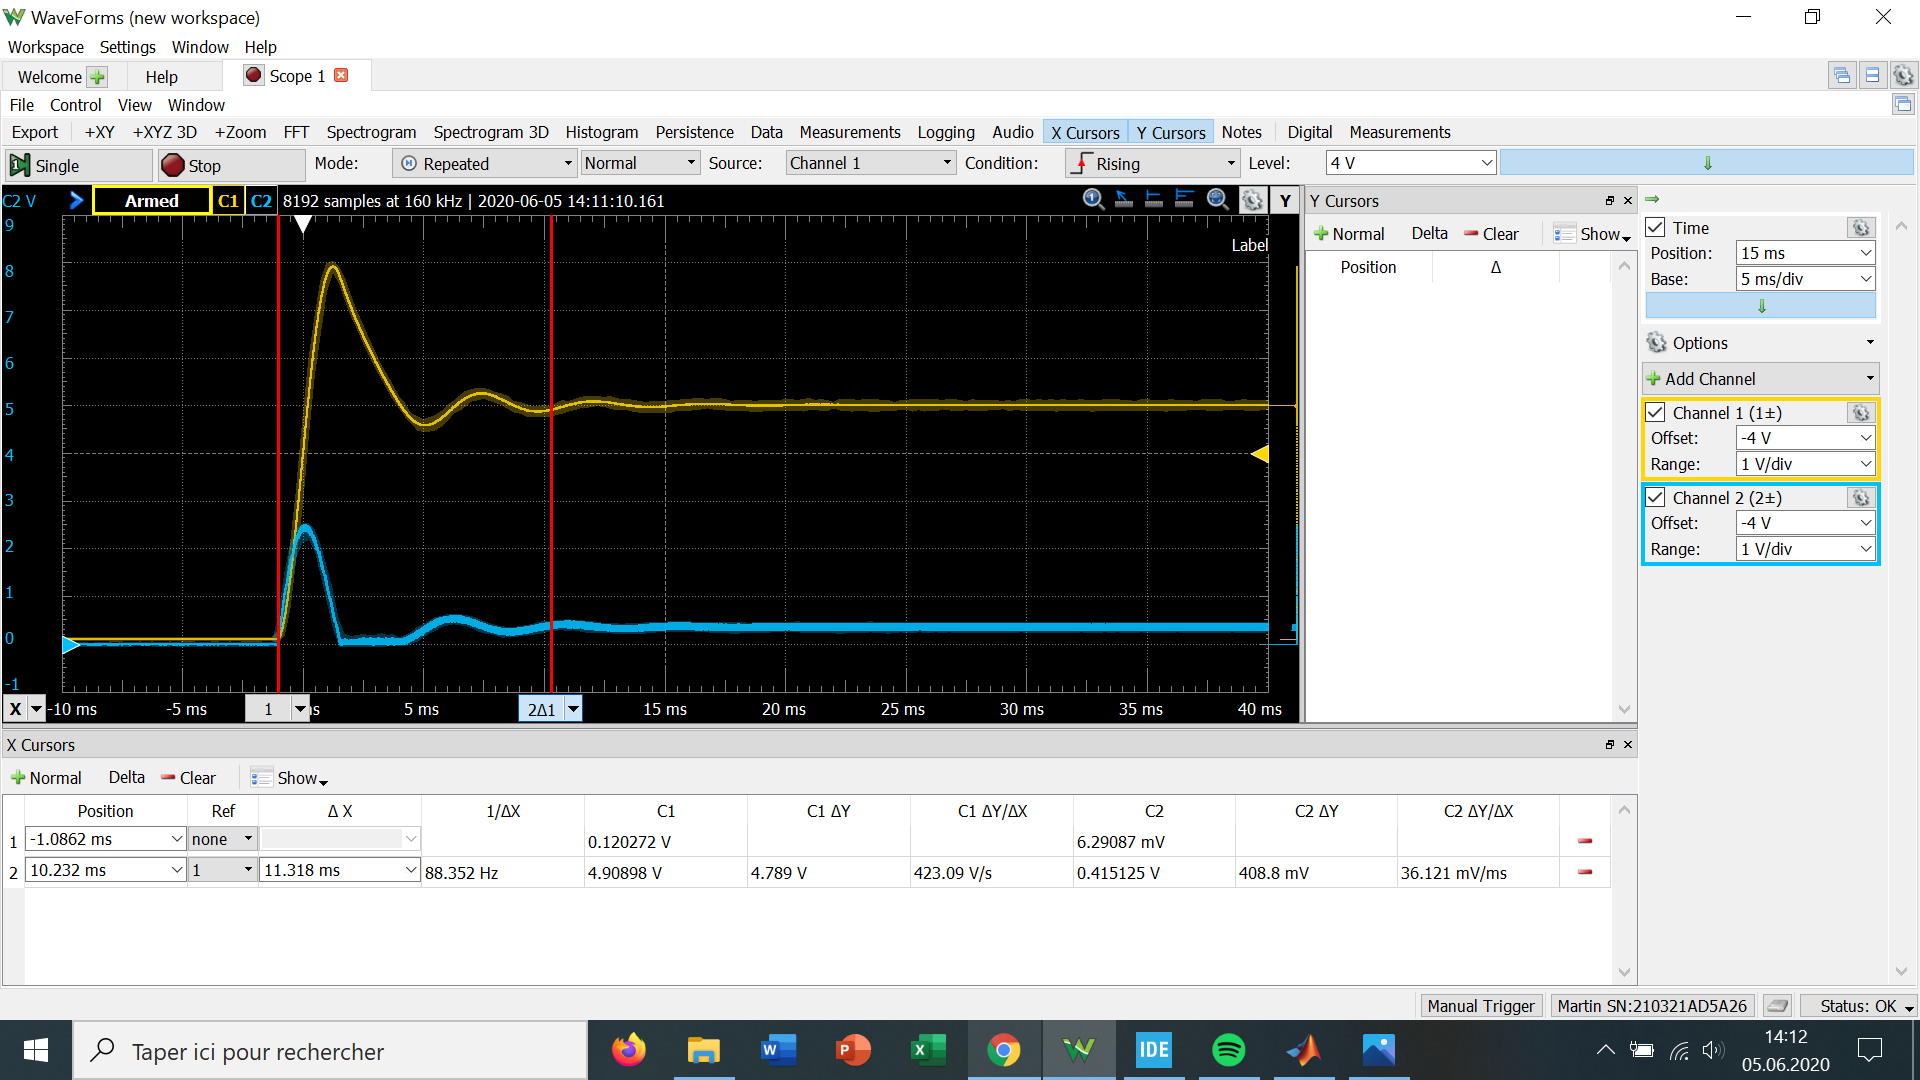 WaveForms (new workspace)
Workspace Settings Window Help
Welcome Help Scope 1
File Control View Window
Export +XY +XYZ 3D +Zoom FFT Spectrogram Spectrogram 3D Histogram Persistence Data Measurements Logging Audio X Cursors Y Cursors Notes Digital Measurements
Single Stop Mode: Repeated Normal Source: Channel 1 Condition: Rising Level: 4 V
C2 V Armed C1 C2 8192 samples at 160 kHz | 2020-06-05 14:11:10.161 Y
Label
9
8
7
6
5
4
3
2
1
0
-1
X -10 ms -5 ms 1 5 ms 2Δ1 15 ms 20 ms 25 ms 30 ms 35 ms 40 ms
Y Cursors
Normal Delta Clear Show
Position Δ
Time
Position: 15 ms
Base: 5 ms/div
Options
Add Channel
Channel 1 (1±)
Offset: -4 V
Range: 1 V/div
Channel 2 (2±)
Offset: -4 V
Range: 1 V/div
X Cursors
Normal Delta Clear Show
Position Ref Δ X 1/ΔX C1 C1 ΔY C1 ΔY/ΔX C2 C2 ΔY C2 ΔY/ΔX
1 -1.0862 ms none 0.120272 V 6.29087 mV
2 10.232 ms 1 11.318 ms 88.352 Hz 4.90898 V 4.789 V 423.09 V/s 0.415125 V 408.8 mV 36.121 mV/ms
Manual Trigger Martin SN:210321AD5A26 Status: OK
Taper ici pour rechercher
IDE
14:12
05.06.2020